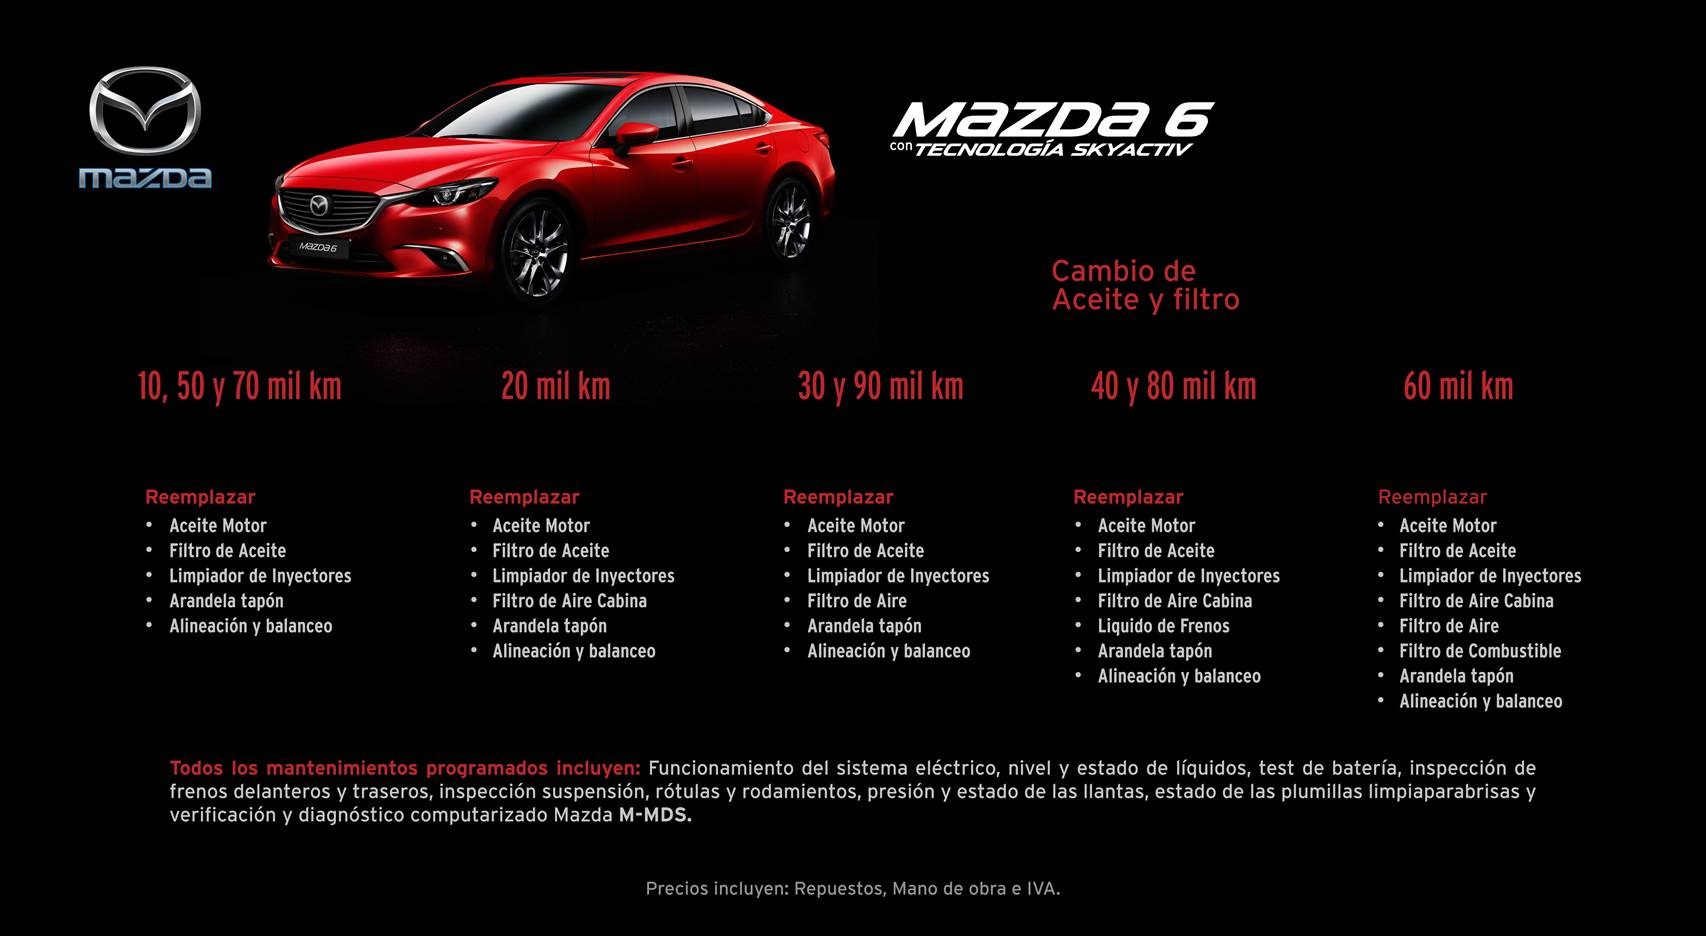 mazda
mazda 6
con TECNOLOGÍA SKYACTIV
mazda 6
Cambio de
Aceite y filtro
10, 50 y 70 mil km
20 mil km
30 y 90 mil km
40 y 80 mil km
60 mil km
Reemplazar
• Aceite Motor
• Filtro de Aceite
• Limpiador de Inyectores
• Arandela tapón
• Alineación y balanceo
Reemplazar
• Aceite Motor
• Filtro de Aceite
• Limpiador de Inyectores
• Filtro de Aire Cabina
• Arandela tapón
• Alineación y balanceo
Reemplazar
• Aceite Motor
• Filtro de Aceite
• Limpiador de Inyectores
• Filtro de Aire
• Arandela tapón
• Alineación y balanceo
Reemplazar
• Aceite Motor
• Filtro de Aceite
• Limpiador de Inyectores
• Filtro de Aire Cabina
• Liquido de Frenos
• Arandela tapón
• Alineación y balanceo
Reemplazar
• Aceite Motor
• Filtro de Aceite
• Limpiador de Inyectores
• Filtro de Aire Cabina
• Filtro de Aire
• Filtro de Combustible
• Arandela tapón
• Alineación y balanceo
Todos los mantenimientos programados incluyen: Funcionamiento del sistema eléctrico, nivel y estado de líquidos, test de batería, inspección de
frenos delanteros y traseros, inspección suspensión, rótulas y rodamientos, presión y estado de las llantas, estado de las plumillas limpiaparabrisas y
verificación y diagnóstico computarizado Mazda M-MDS.
Precios incluyen: Repuestos, Mano de obra e IVA.